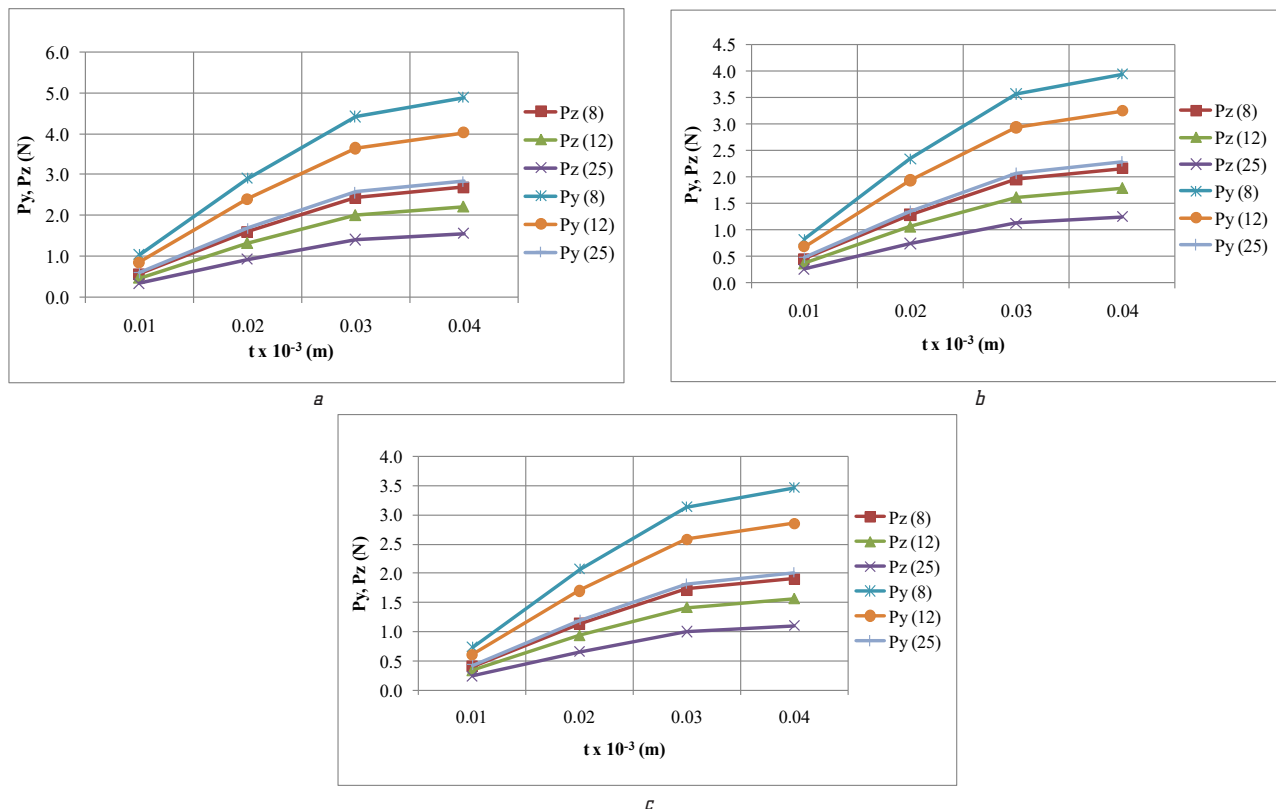 6.0
5.0
4.0
3.0
2.0
1.0
0.0
Py, Pz (N)
0.01 0.02 0.03 0.04
t x 10⁻³ (m)
Pz (8)
Pz (12)
Pz (25)
Py (8)
Py (12)
Py (25)
a
4.5
4.0
3.5
3.0
2.5
2.0
1.5
1.0
0.5
0.0
Py, Pz (N)
0.01 0.02 0.03 0.04
t x 10⁻³ (m)
Pz (8)
Pz (12)
Pz (25)
Py (8)
Py (12)
Py (25)
b
4.0
3.5
3.0
2.5
2.0
1.5
1.0
0.5
0.0
Py, Pz (N)
0.01 0.02 0.03 0.04
t x 10⁻³ (m)
Pz (8)
Pz (12)
Pz (25)
Py (8)
Py (12)
Py (25)
c